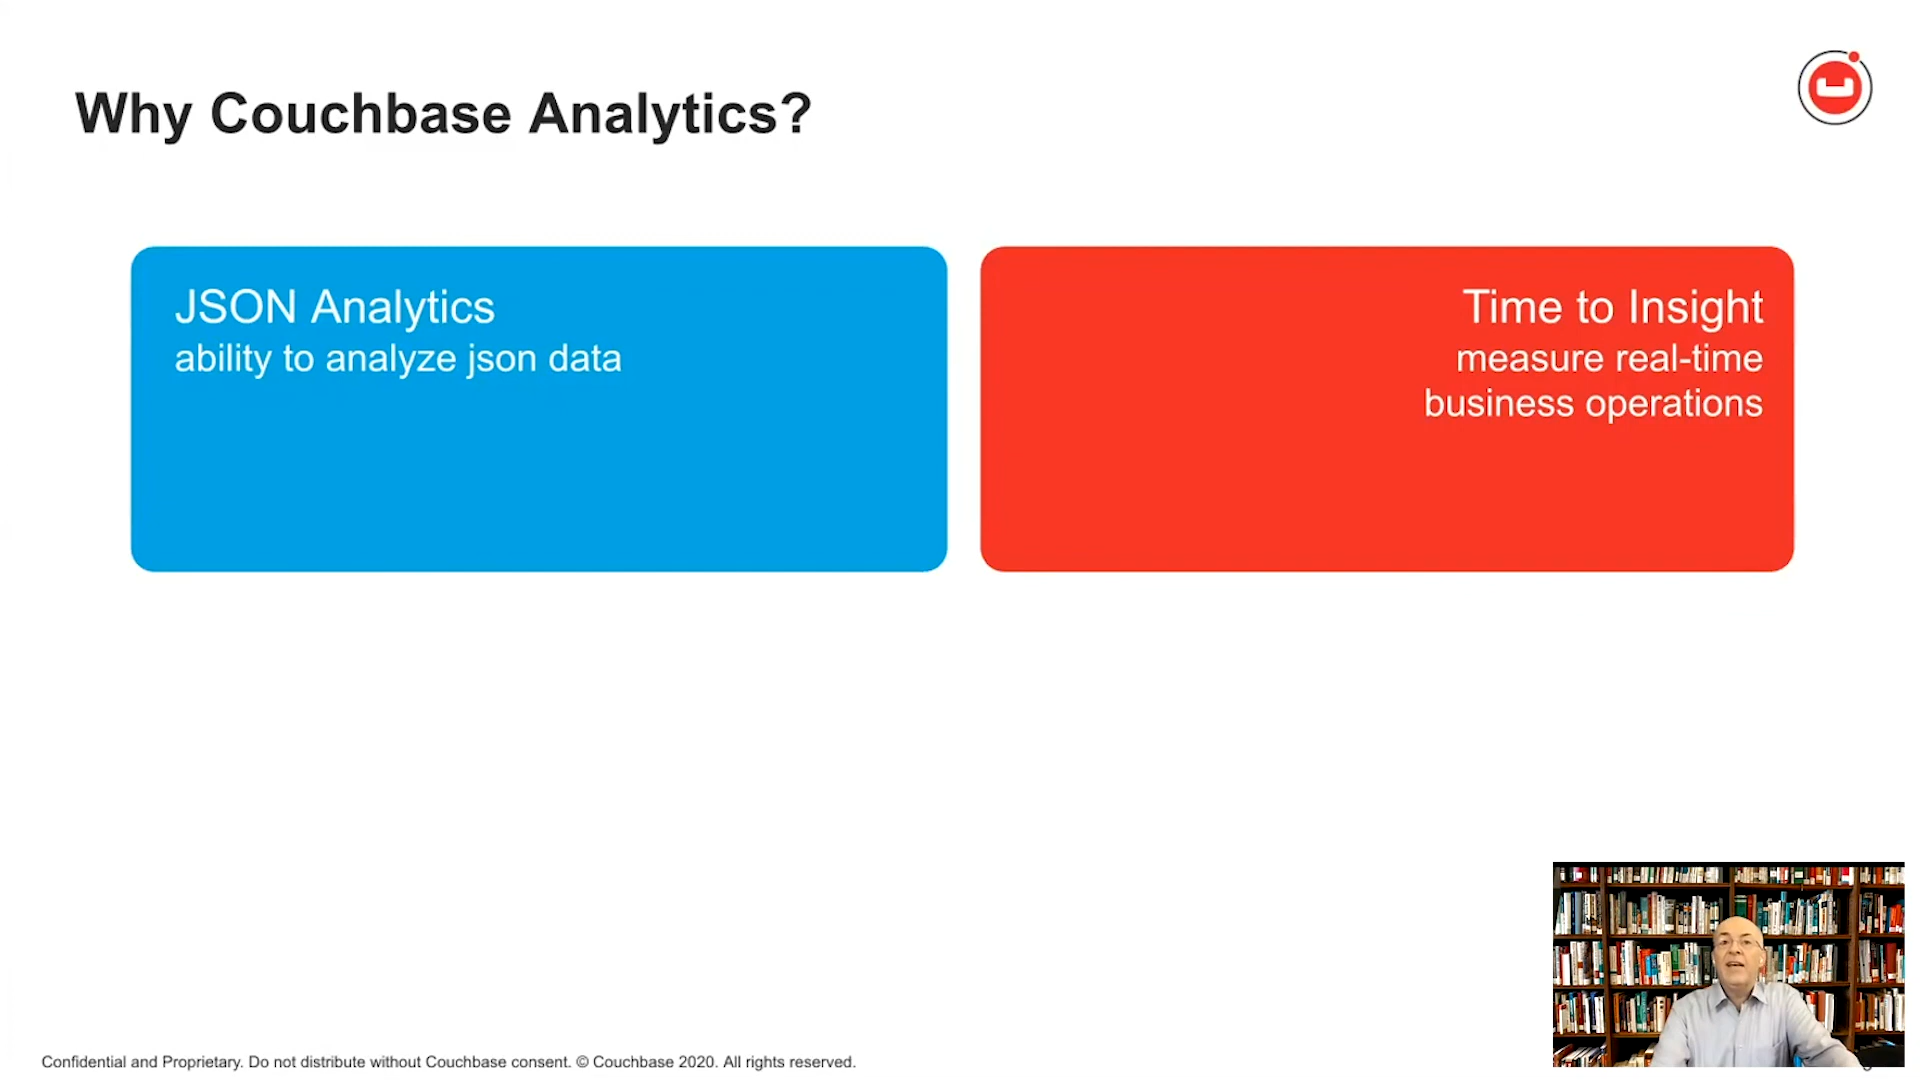 Why Couchbase Analytics?
JSON Analytics
ability to analyze json data
Time to Insight
measure real-time
business operations
Confidential and Proprietary. Do not distribute without Couchbase consent. © Couchbase 2020. All rights reserved.